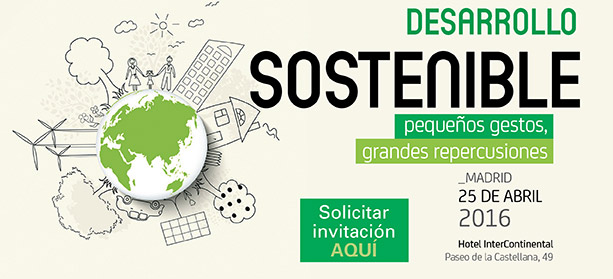 DESARROLLO
SOSTENIBLE
pequeños gestos,
grandes repercusiones
_MADRID
25 DE ABRIL
2016
Hotel InterContinental
Paseo de la Castellana, 49
Solicitar
invitación
AQUÍ